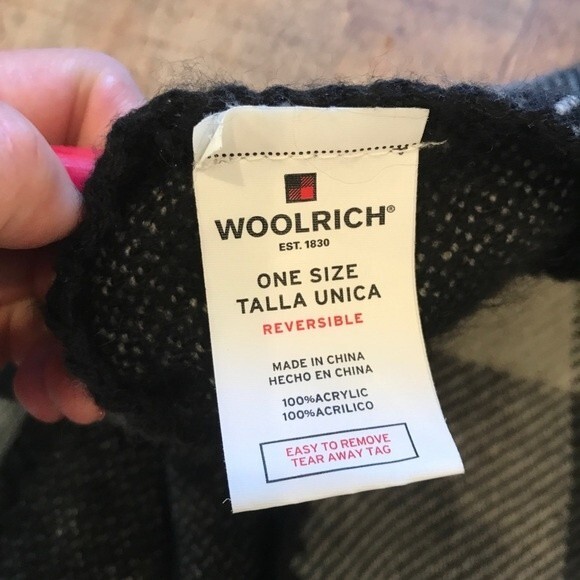 WOOLRICH®
EST. 1830
ONE SIZE
TALLA UNICA
REVERSIBLE
MADE IN CHINA
HECHO EN CHINA
100%ACRYLIC
100%ACRILICO
EASY TO REMOVE
TEAR AWAY TAG